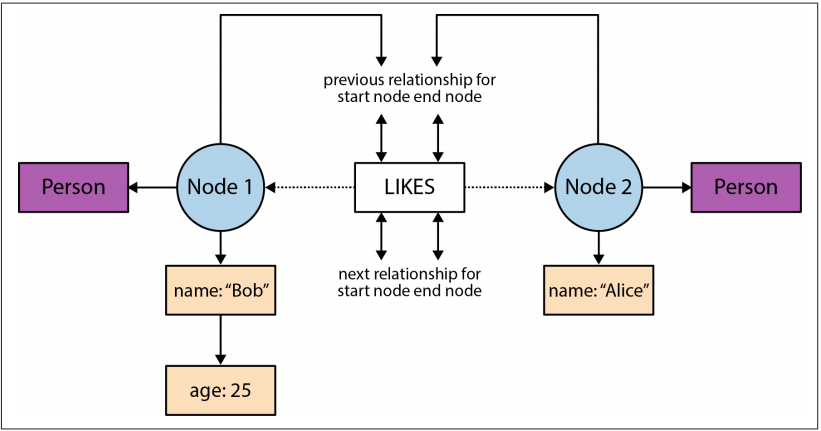 previous relationship for
start node end node
Person
Node 1
LIKES
Node 2
Person
name: “Bob”
next relationship for
start node end node
name: “Alice”
age: 25